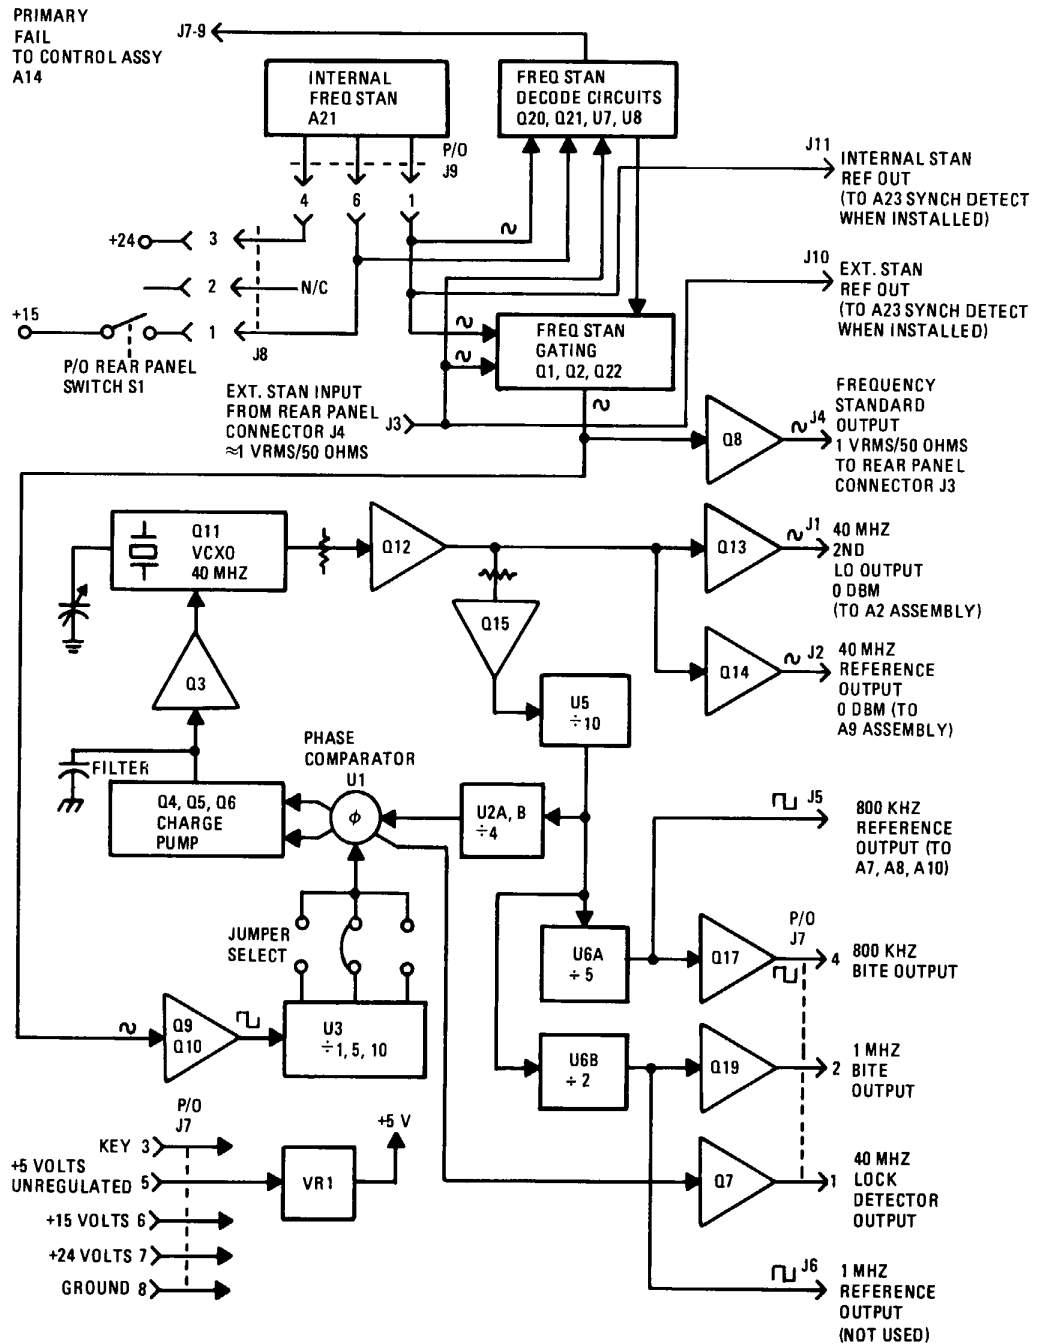 PRIMARY
FAIL
TO CONTROL ASSY
A14
J7-9
INTERNAL
FREQ STAN
A21
FREQ STAN
DECODE CIRCUITS
Q20, Q21, U7, U8
P/O
J9
4
6
1
J11
INTERNAL STAN
REF OUT
(TO A23 SYNCH DETECT
WHEN INSTALLED)
+24
3
2
N/C
+15
1
J8
P/O REAR PANEL
SWITCH S1
J10
EXT. STAN
REF OUT
(TO A23 SYNCH DETECT
WHEN INSTALLED)
FREQ STAN
GATING
Q1, Q2, Q22
EXT. STAN INPUT
FROM REAR PANEL
CONNECTOR J4
≈1 VRMS/50 OHMS
J3
Q8
J4
FREQUENCY
STANDARD
OUTPUT
1 VRMS/50 OHMS
TO REAR PANEL
CONNECTOR J3
Q11
VCXO
40 MHZ
Q12
Q13
J1
40 MHZ
2ND
LO OUTPUT
0 DBM
(TO A2 ASSEMBLY)
Q15
Q14
J2
40 MHZ
REFERENCE
OUTPUT
0 DBM (TO
A9 ASSEMBLY)
Q3
U5
÷10
FILTER
PHASE
COMPARATOR
U1
ϕ
Q4, Q5, Q6
CHARGE
PUMP
U2A, B
÷4
J5
800 KHZ
REFERENCE
OUTPUT (TO
A7, A8, A10)
JUMPER
SELECT
U6A
÷ 5
Q17
P/O
J7
4
800 KHZ
BITE OUTPUT
Q9
Q10
U3
÷1, 5, 10
U6B
÷ 2
Q19
2
1 MHZ
BITE
OUTPUT
P/O
J7
KEY 3
+5 VOLTS
UNREGULATED 5
+15 VOLTS 6
+24 VOLTS 7
GROUND 8
VR1
+5 V
Q7
1
40 MHZ
LOCK
DETECTOR
OUTPUT
J6
1 MHZ
REFERENCE
OUTPUT
(NOT USED)